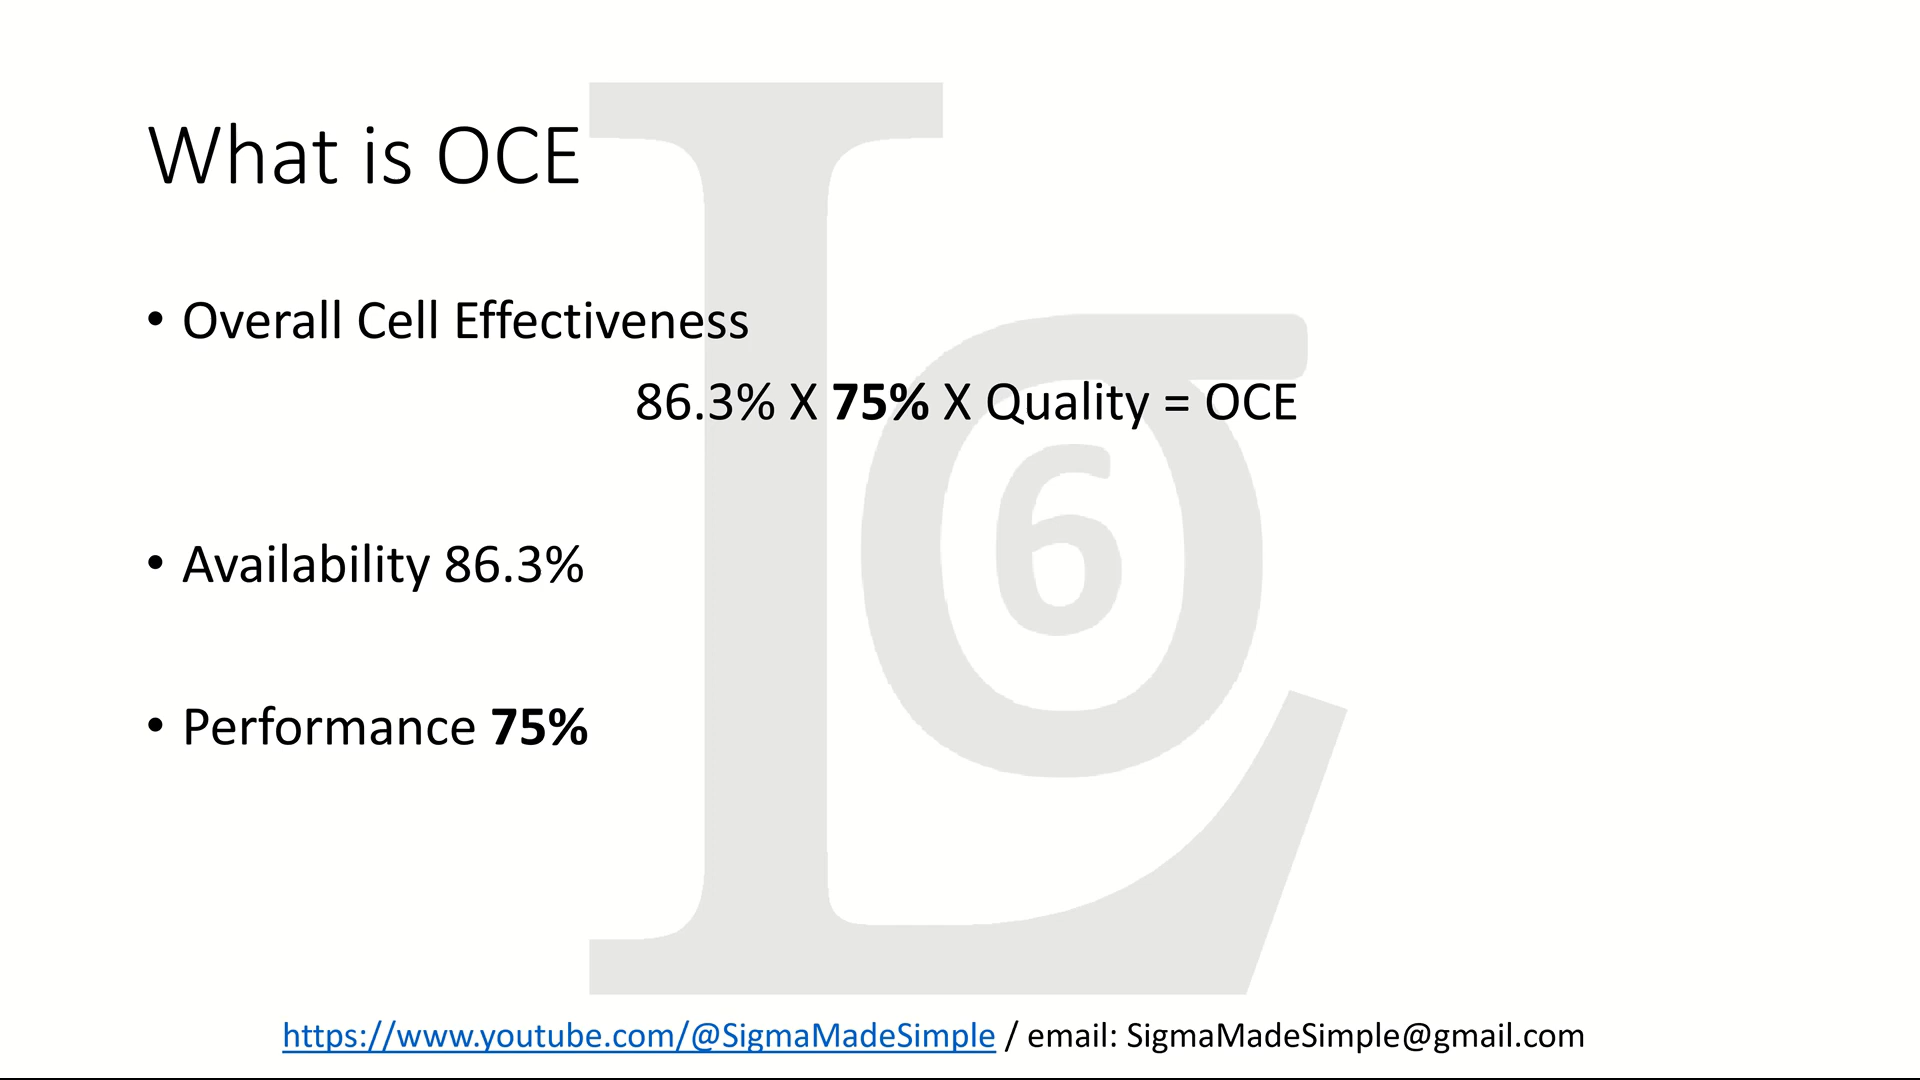 What is OCE
• Overall Cell Effectiveness
86.3% X 75% X Quality = OCE
• Availability 86.3%
• Performance 75%
L
σ
6
https://www.youtube.com/@SigmaMadeSimple / email: SigmaMadeSimple@gmail.com